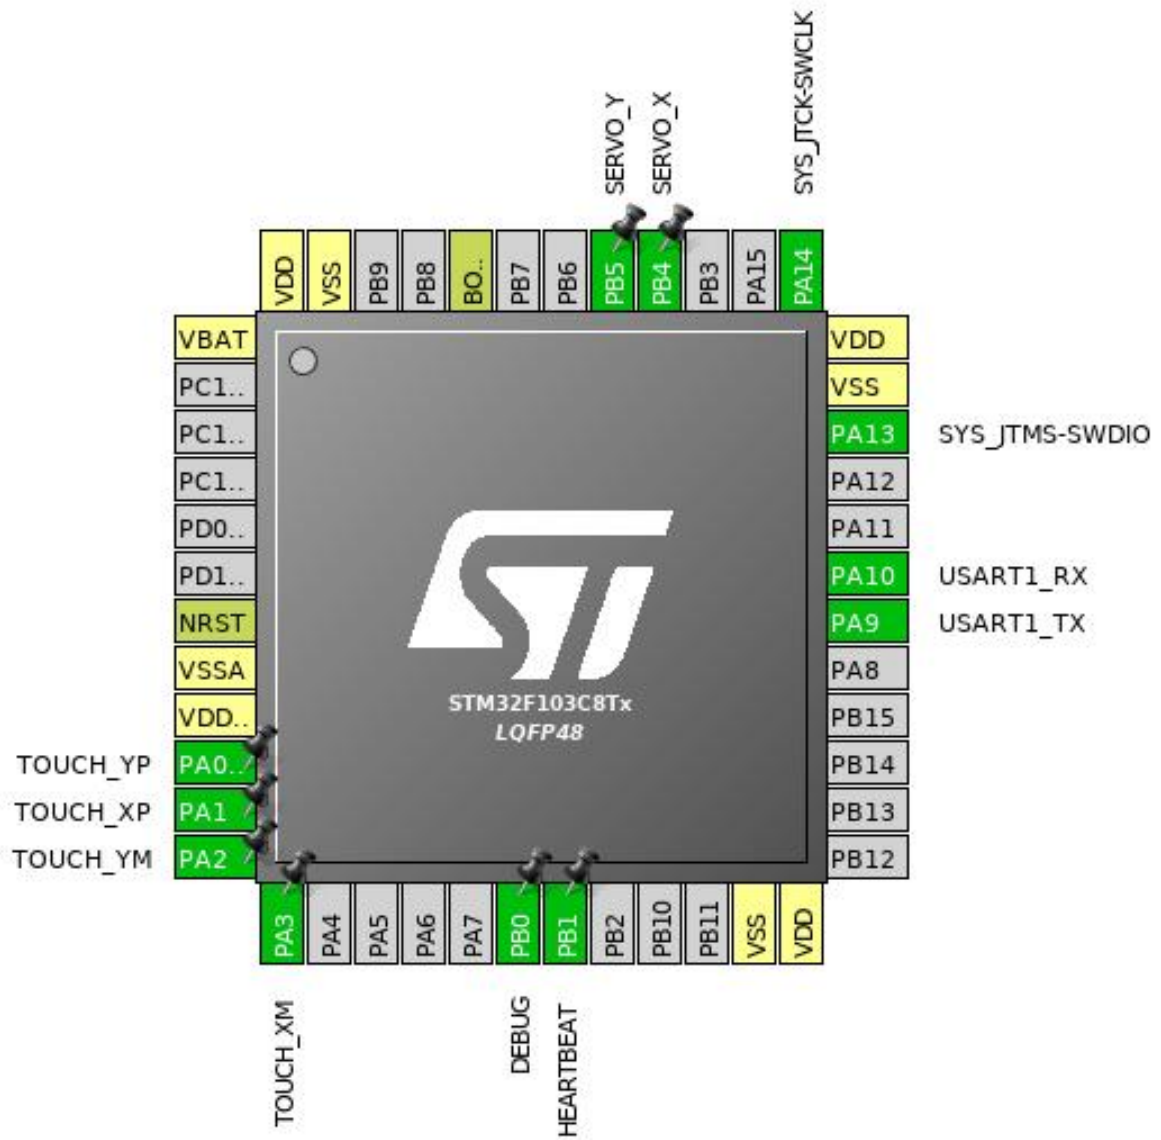 SERVO_Y
SERVO_X
SYS_JTCK-SWCLK
VDD
VSS
PB9
PB8
BO..
PB7
PB6
PB5
PB4
PB3
PA15
PA14
VBAT
PC1..
PC1..
PC1..
PD0..
PD1..
NRST
VSSA
VDD..
TOUCH_YP PA0..
TOUCH_XP PA1
TOUCH_YM PA2
STM32F103C8Tx
LQFP48
VDD
VSS
PA13 SYS_JTMS-SWDIO
PA12
PA11
PA10 USART1_RX
PA9 USART1_TX
PA8
PB15
PB14
PB13
PB12
PA3
PA4
PA5
PA6
PA7
PB0
PB1
PB2
PB10
PB11
VSS
VDD
TOUCH_XM
DEBUG
HEARTBEAT